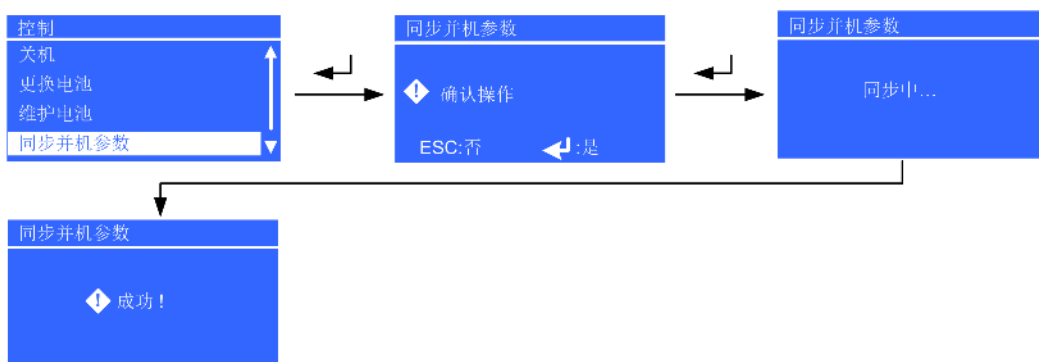 控制
关机
更换电池
维护电池
同步并机参数
同步并机参数
确认操作
ESC:否 :是
同步并机参数
同步中...
同步并机参数
成功!